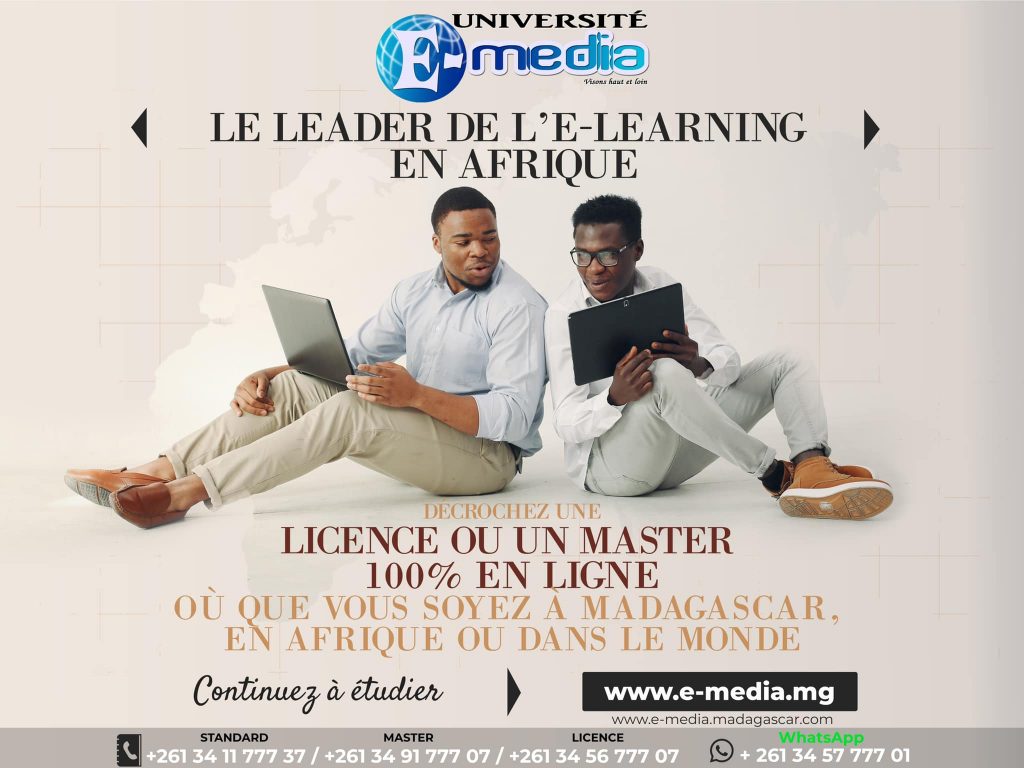 UNIVERSITÉ
E-media
Visons haut et loin
LE LEADER DE L'E-LEARNING
EN AFRIQUE
DÉCROCHEZ UNE
LICENCE OU UN MASTER
100% EN LIGNE
OÙ QUE VOUS SOYEZ À MADAGASCAR,
EN AFRIQUE OU DANS LE MONDE
Continuez à étudier
www.e-media.mg
www.e-media.madagascar.com
STANDARD MASTER LICENCE WhatsApp
+261 34 11 777 37 / +261 34 91 777 07 / +261 34 56 777 07 + 261 34 57 777 01